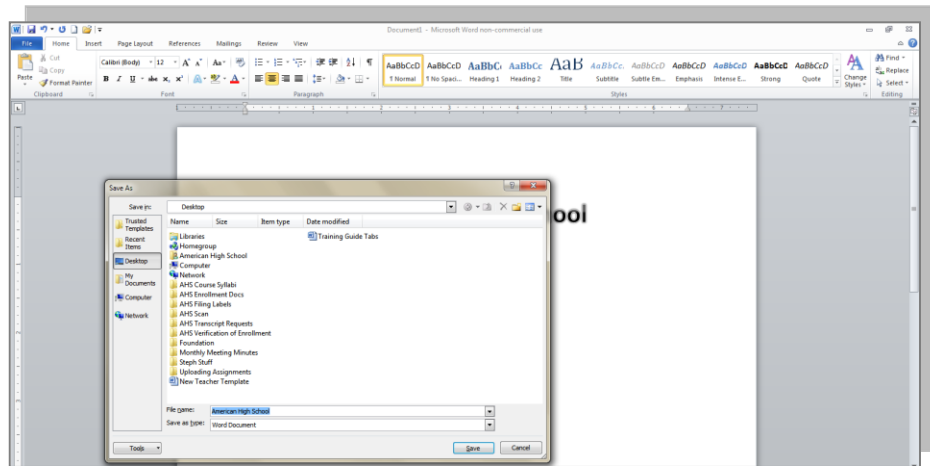 Document1 - Microsoft Word non-commercial use
File Home Insert Page Layout References Mailings Review View
Cut
Copy
Format Painter
Paste
Calibri (Body) 12
AaBbCcD AaBbCcD AaBbC AaBbCc AaB AaBbCc. AaBbCcD AaBbCcD AaBbCcD AaBbCcD AaBbCcD
¶ Normal ¶ No Spaci... Heading 1 Heading 2 Title Subtitle Subtle Em... Emphasis Intense E... Strong Quote
Change Styles
Find
Replace
Select
Clipboard Font Paragraph Styles Editing
ool
Save As
Save in: Desktop
Trusted Templates
Recent Items
Desktop
My Documents
Computer
Network
Name Size Item type Date modified
Libraries
Homegroup
American High School
Computer
Network
AHS Course Syllabi
AHS Enrollment Docs
AHS Filing Labels
AHS Scan
AHS Transcript Requests
AHS Verification of Enrollment
Foundation
Monthly Meeting Minutes
Steph Stuff
Uploading Assignments
New Teacher Template
Training Guide Tabs
File name: American High School
Save as type: Word Document
Tools Save Cancel